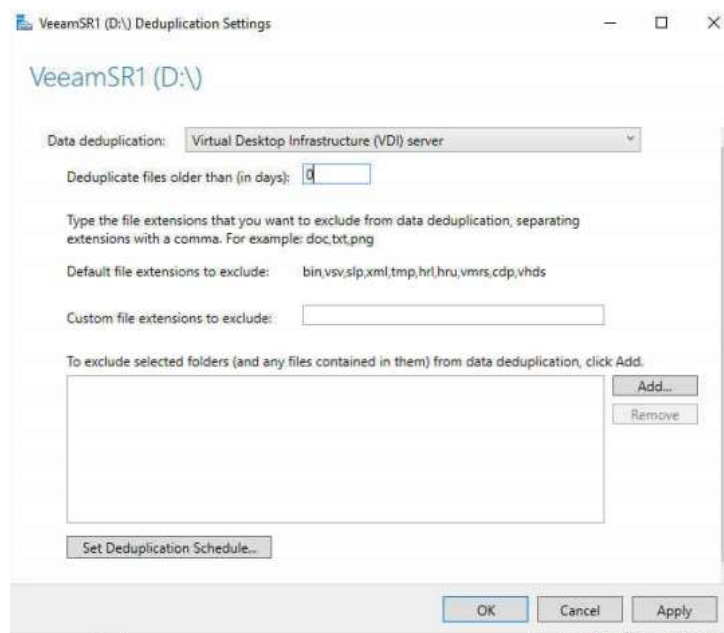 VeeamSR1 (D:\) Deduplication Settings
VeeamSR1 (D:\)
Data deduplication: Virtual Desktop Infrastructure (VDI) server
Deduplicate files older than (in days): 0
Type the file extensions that you want to exclude from data deduplication, separating
extensions with a comma. For example: doc,txt,png
Default file extensions to exclude: bin,vsv,slp,xml,tmp,hrl,hru,vmrs,cdp,vhds
Custom file extensions to exclude:
To exclude selected folders (and any files contained in them) from data deduplication, click Add.
Add...
Remove
Set Deduplication Schedule...
OK Cancel Apply